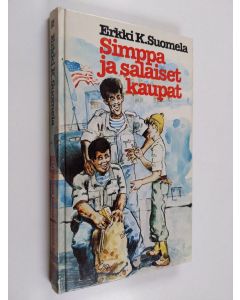 Erkki K. Suomela
Simppa
ja salaiset
kaupat